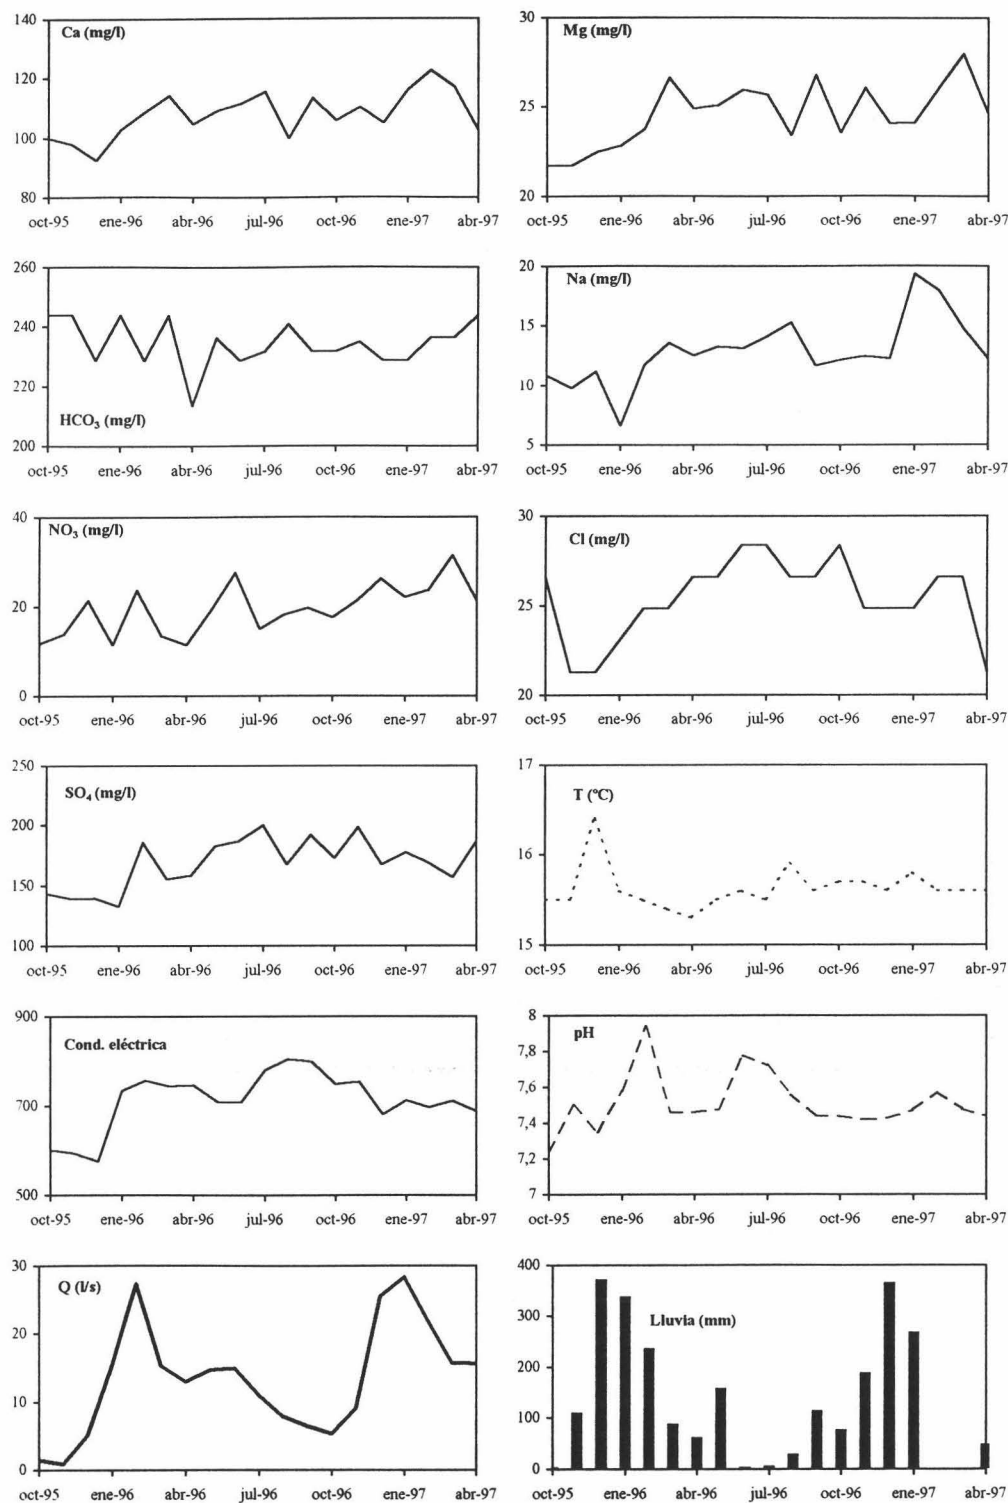 140
Ca (mg/l)
120
100
80
oct-95 ene-96 abr-96 jul-96 oct-96 ene-97 abr-97
30
Mg (mg/l)
25
20
oct-95 ene-96 abr-96 jul-96 oct-96 ene-97 abr-97
260
240
220
HCO₃ (mg/l)
200
oct-95 ene-96 abr-96 jul-96 oct-96 ene-97 abr-97
20
Na (mg/l)
15
10
5
oct-95 ene-96 abr-96 jul-96 oct-96 ene-97 abr-97
40
NO₃ (mg/l)
20
0
oct-95 ene-96 abr-96 jul-96 oct-96 ene-97 abr-97
30
Cl (mg/l)
25
20
oct-95 ene-96 abr-96 jul-96 oct-96 ene-97 abr-97
250
SO₄ (mg/l)
200
150
100
oct-95 ene-96 abr-96 jul-96 oct-96 ene-97 abr-97
17
T (ºC)
16
15
oct-95 ene-96 abr-96 jul-96 oct-96 ene-97 abr-97
900
Cond. eléctrica
700
500
oct-95 ene-96 abr-96 jul-96 oct-96 ene-97 abr-97
8
pH
7,8
7,6
7,4
7,2
7
oct-95 ene-96 abr-96 jul-96 oct-96 ene-97 abr-97
30
Q (l/s)
20
10
0
oct-95 ene-96 abr-96 jul-96 oct-96 ene-97 abr-97
400
300
Lluvia (mm)
200
100
0
oct-95 ene-96 abr-96 jul-96 oct-96 ene-97 abr-97